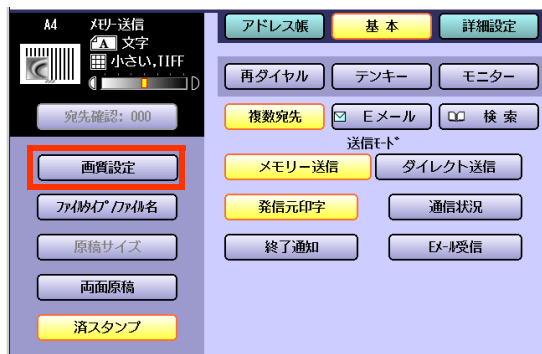 A4 ﾒﾓﾘｰ送信
A 文字
小さい,TIFF
D
宛先確認: 000
画質設定
ﾌｧｲﾙﾀｲﾌﾟ/ﾌｧｲﾙ名
原稿サイズ
両面原稿
済スタンプ
アドレス帳 基本 詳細設定
再ダイヤル テンキー モニター
複数宛先 Eメール 検索
送信ﾓｰﾄﾞ
メモリー送信 ダイレクト送信
発信元印字 通信状況
終了通知 Eﾒｰﾙ受信